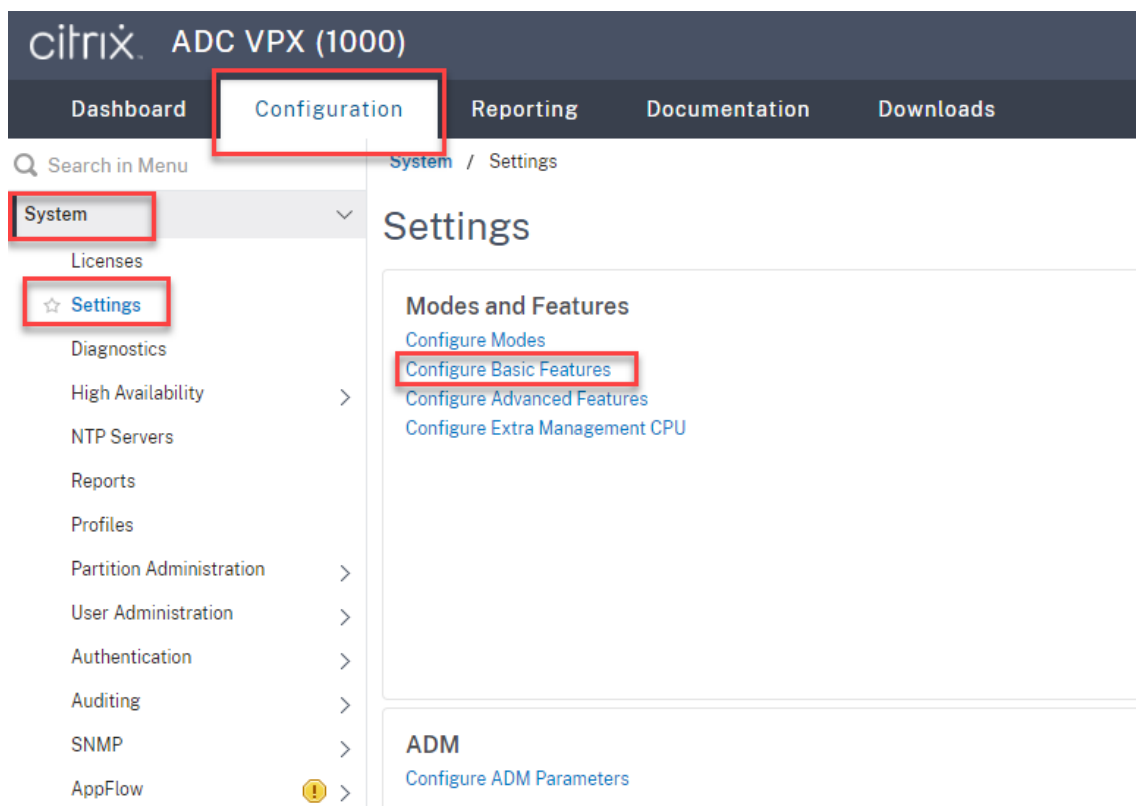 citrix. ADC VPX (1000)
Dashboard Configuration Reporting Documentation Downloads
Search in Menu
System
Licenses
Settings
Diagnostics
High Availability
NTP Servers
Reports
Profiles
Partition Administration
User Administration
Authentication
Auditing
SNMP
AppFlow
System / Settings
Settings
Modes and Features
Configure Modes
Configure Basic Features
Configure Advanced Features
Configure Extra Management CPU
ADM
Configure ADM Parameters